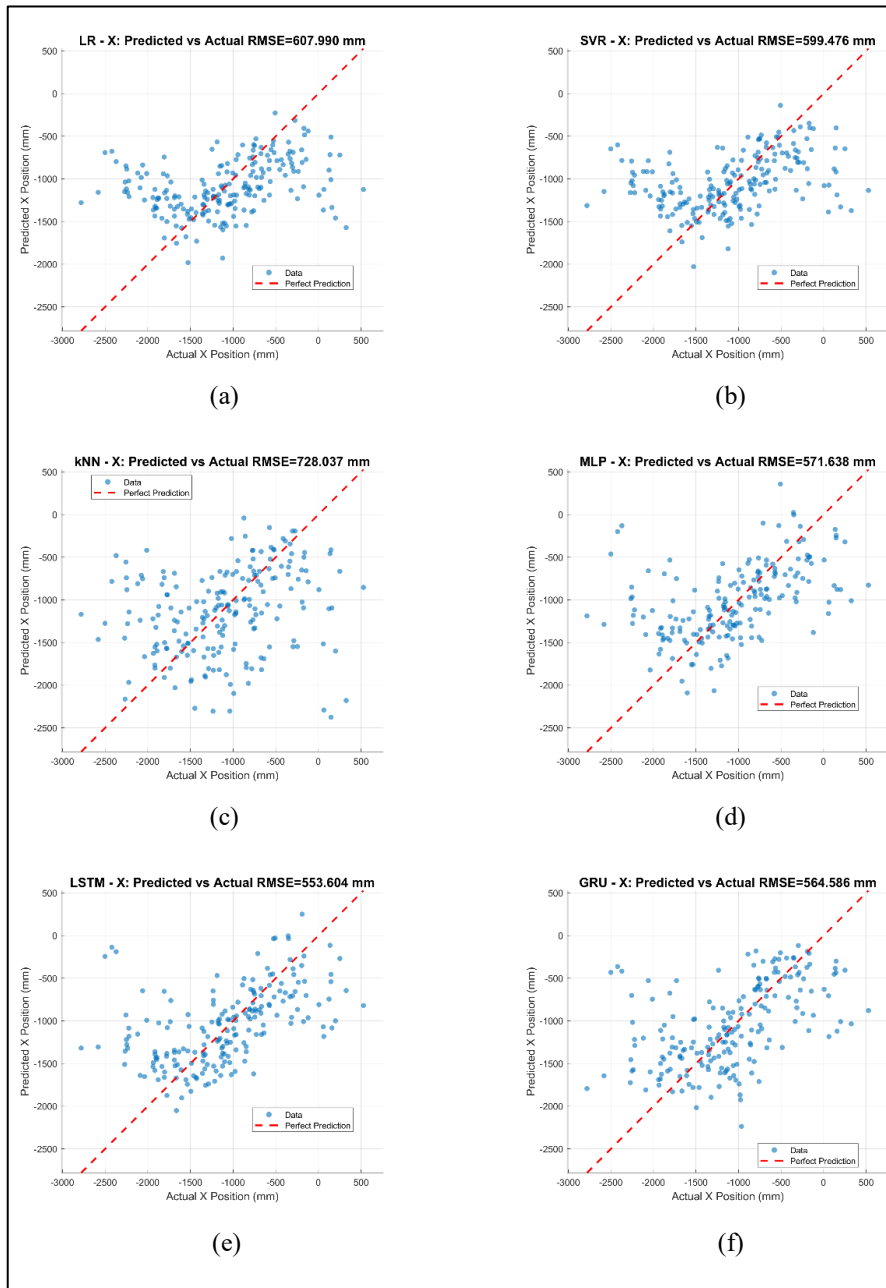 LR - X: Predicted vs Actual RMSE=607.990 mm
500
0
-500
-1000
-1500
-2000
-2500
Predicted X Position (mm)
Data
Perfect Prediction
-3000 -2500 -2000 -1500 -1000 -500 0 500
Actual X Position (mm)
(a)
SVR - X: Predicted vs Actual RMSE=599.476 mm
500
0
-500
-1000
-1500
-2000
-2500
Predicted X Position (mm)
Data
Perfect Prediction
-3000 -2500 -2000 -1500 -1000 -500 0 500
Actual X Position (mm)
(b)
kNN - X: Predicted vs Actual RMSE=728.037 mm
Data
Perfect Prediction
500
0
-500
-1000
-1500
-2000
-2500
Predicted X Position (mm)
-3000 -2500 -2000 -1500 -1000 -500 0 500
Actual X Position (mm)
(c)
MLP - X: Predicted vs Actual RMSE=571.638 mm
500
0
-500
-1000
-1500
-2000
-2500
Predicted X Position (mm)
Data
Perfect Prediction
-3000 -2500 -2000 -1500 -1000 -500 0 500
Actual X Position (mm)
(d)
LSTM - X: Predicted vs Actual RMSE=553.604 mm
500
0
-500
-1000
-1500
-2000
-2500
Predicted X Position (mm)
Data
Perfect Prediction
-3000 -2500 -2000 -1500 -1000 -500 0 500
Actual X Position (mm)
(e)
GRU - X: Predicted vs Actual RMSE=564.586 mm
500
0
-500
-1000
-1500
-2000
-2500
Predicted X Position (mm)
Data
Perfect Prediction
-3000 -2500 -2000 -1500 -1000 -500 0 500
Actual X Position (mm)
(f)